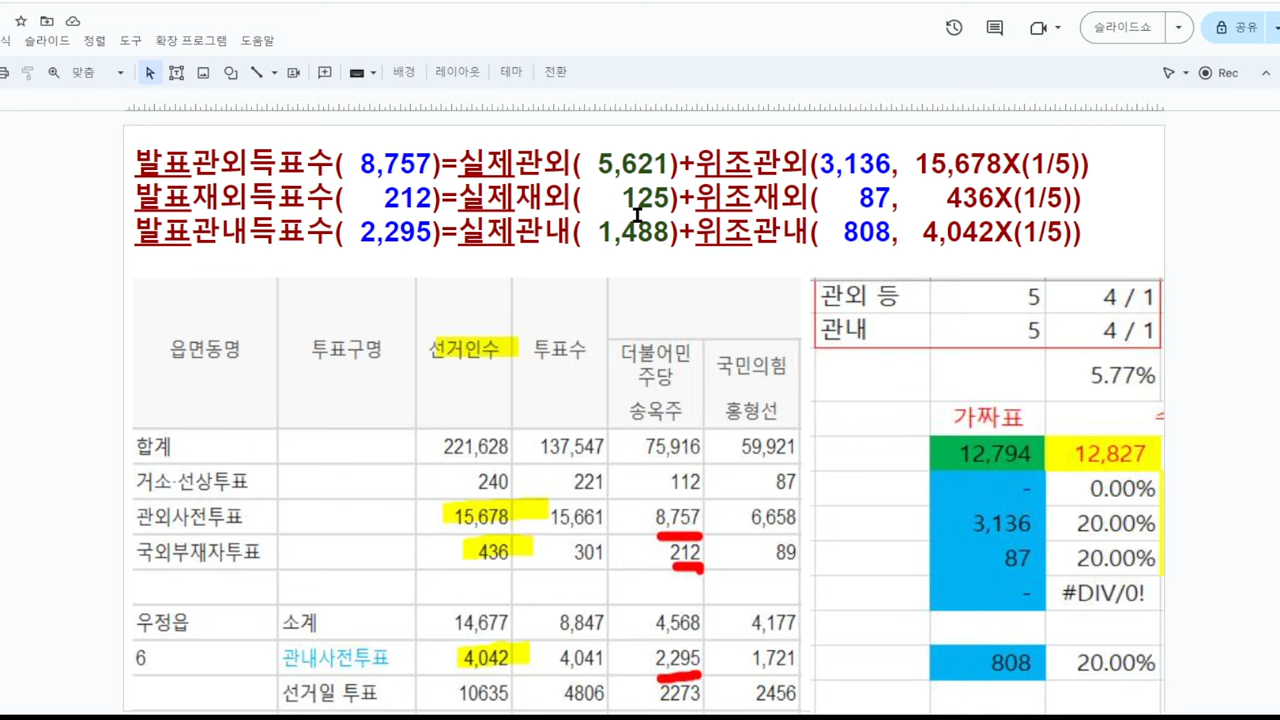 슬라이드쇼
공유
식 슬라이드 정렬 도구 확장 프로그램 도움말
맞춤 배경 레이아웃 테마 전환 Rec
발표관외득표수( 8,757)=실제관외( 5,621)+위조관외(3,136, 15,678X(1/5))
발표재외득표수( 212)=실제재외( 125)+위조재외( 87, 436X(1/5))
발표관내득표수( 2,295)=실제관내( 1,488)+위조관내( 808, 4,042X(1/5))
읍면동명 투표구명 선거인수 투표수 더불어민주당 송옥주 국민의힘 홍형선
합계 221,628 137,547 75,916 59,921
거소·선상투표 240 221 112 87
관외사전투표 15,678 15,661 8,757 6,658
국외부재자투표 436 301 212 89
우정읍 소계 14,677 8,847 4,568 4,177
6 관내사전투표 4,042 4,041 2,295 1,721
선거일 투표 10635 4806 2273 2456
관외 등 5 4 / 1
관내 5 4 / 1
5.77%
가짜표
12,794 12,827
- 0.00%
3,136 20.00%
87 20.00%
- #DIV/0!
808 20.00%